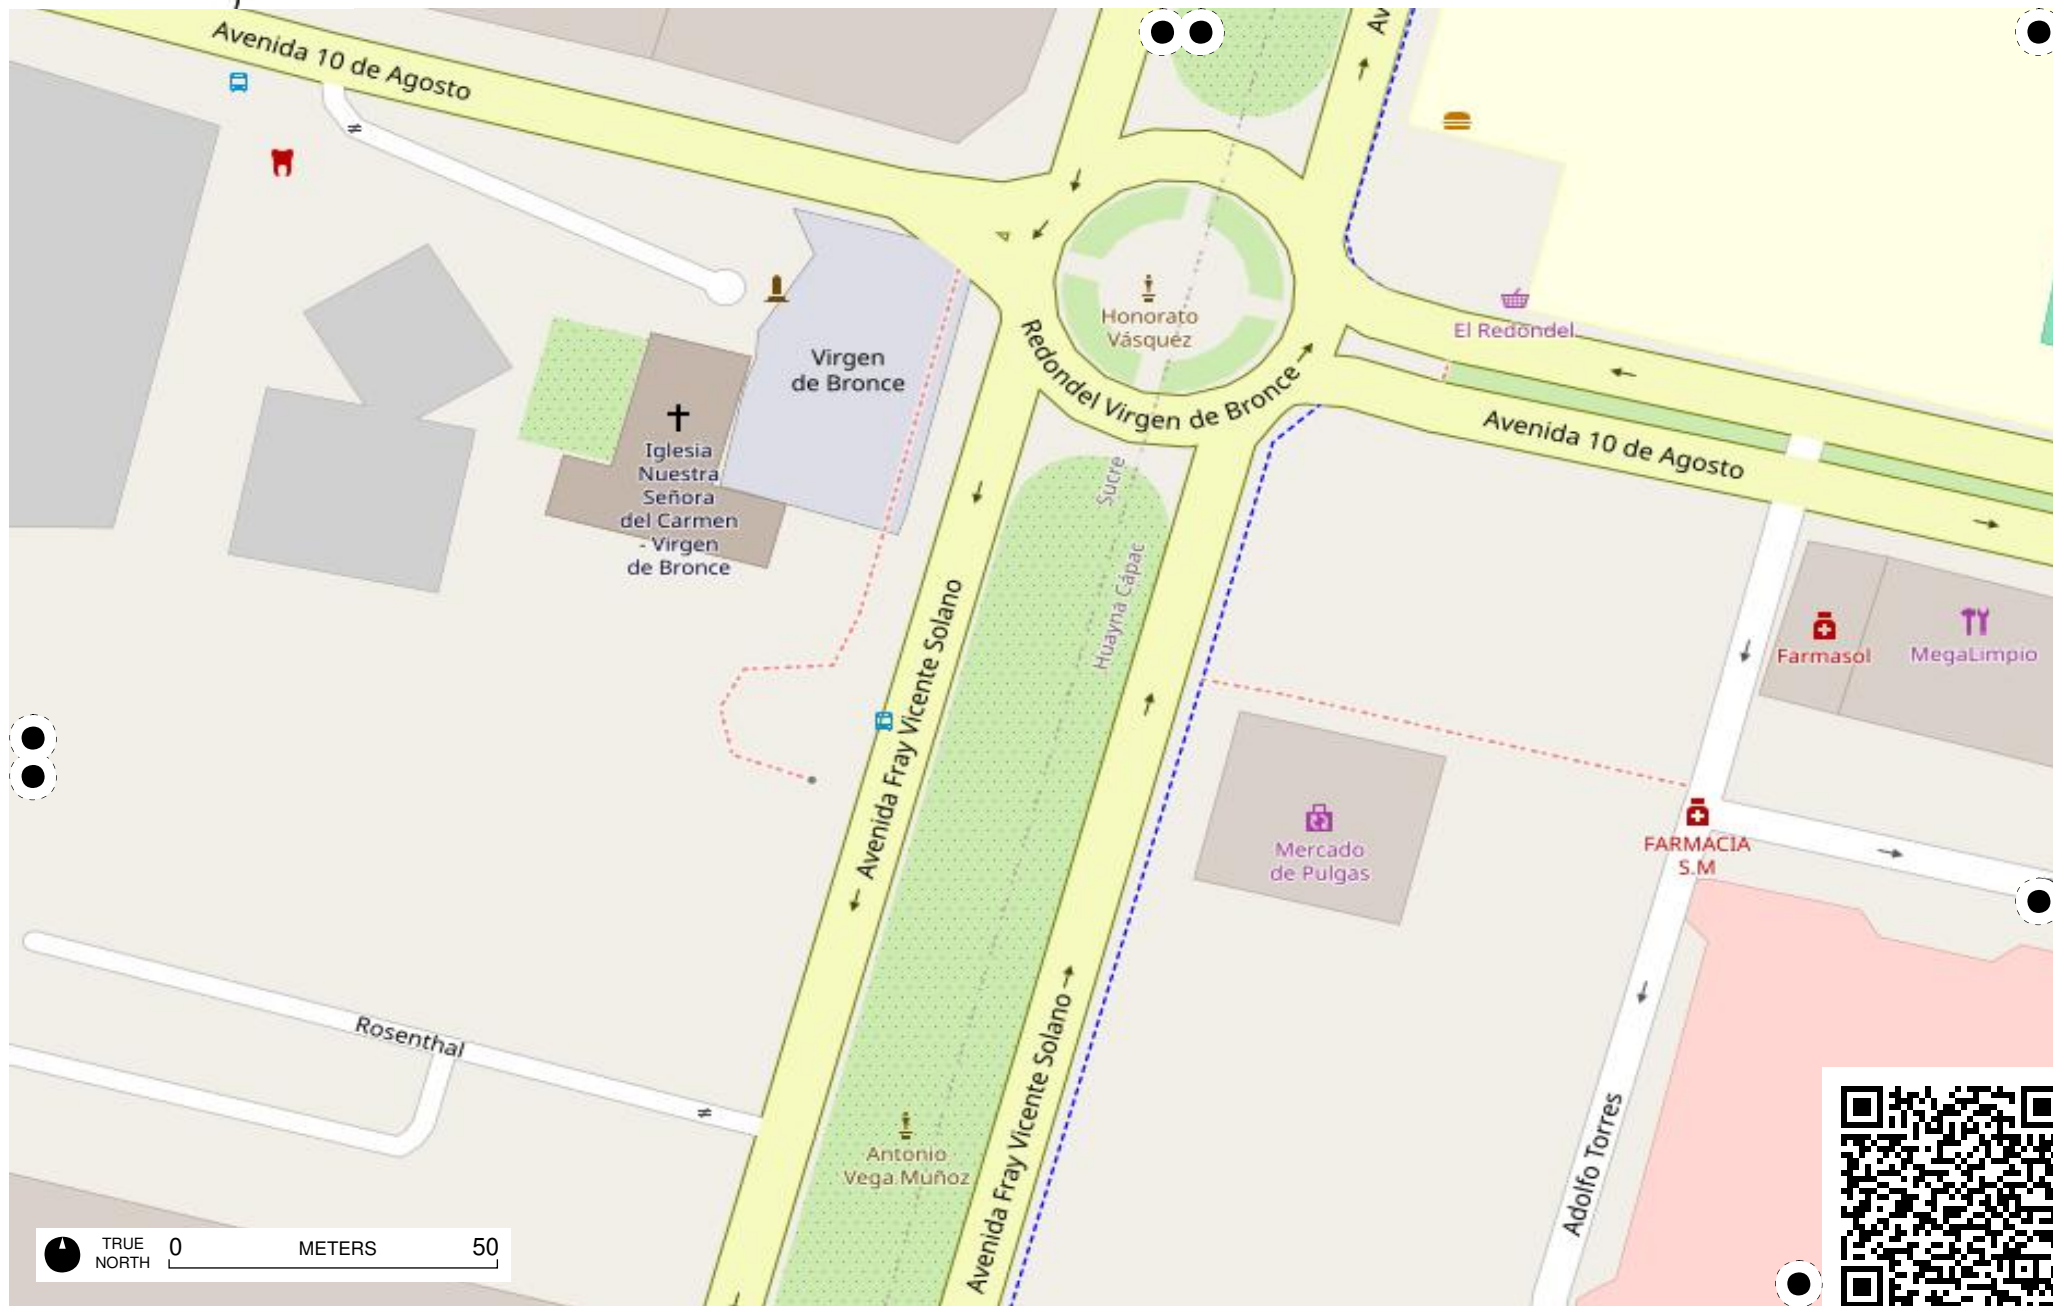 Avenida 10 de Agosto
Av
Honorato
Vásquéz
El Redondel
Virgen
de Bronce
Redondel Virgen de Bronce
Avenida 10 de Agosto
Iglesia
Nuestra
Señora
del Carmen
- Virgen
de Bronce
Sucre
Huayna Cápac
Avenida Fray Vicente Solano
Farmasol
MegaLimpio
Mercado
de Pulgas
FARMACIA
S.M
Rosenthal
Avenida Fray Vicente Solano
Antonio
Vega Muñoz
Adolfo Torres
TRUE
NORTH
0 METERS 50